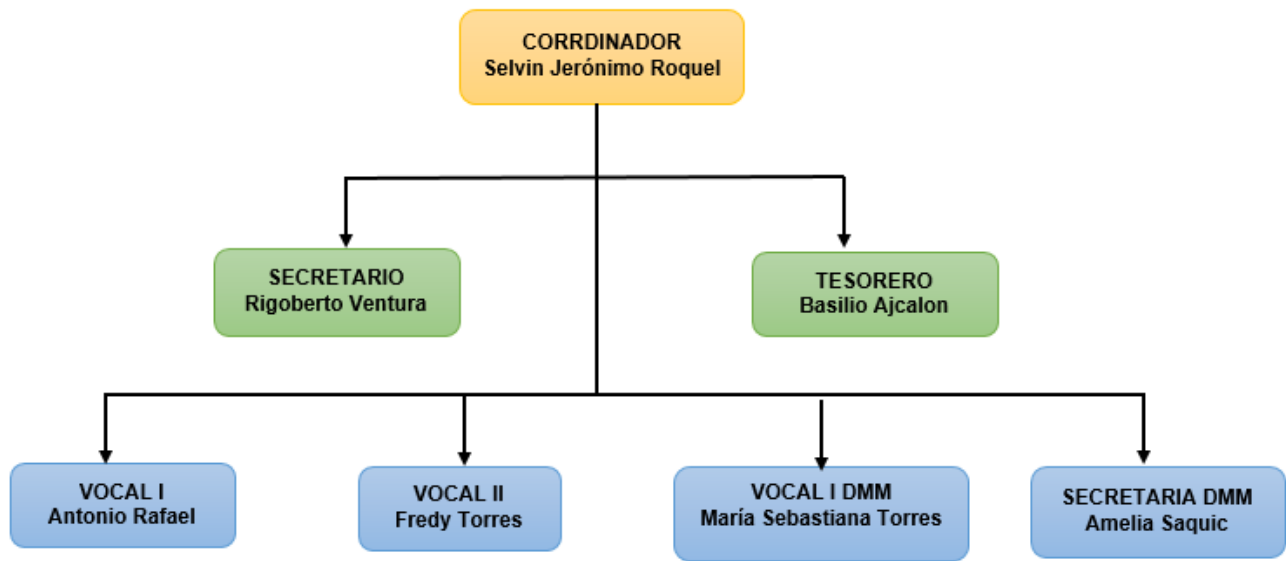 CORRDINADOR
Selvin Jerónimo Roquel
SECRETARIO
Rigoberto Ventura
TESORERO
Basilio Ajcalon
VOCAL I
Antonio Rafael
VOCAL II
Fredy Torres
VOCAL I DMM
María Sebastiana Torres
SECRETARIA DMM
Amelia Saquic